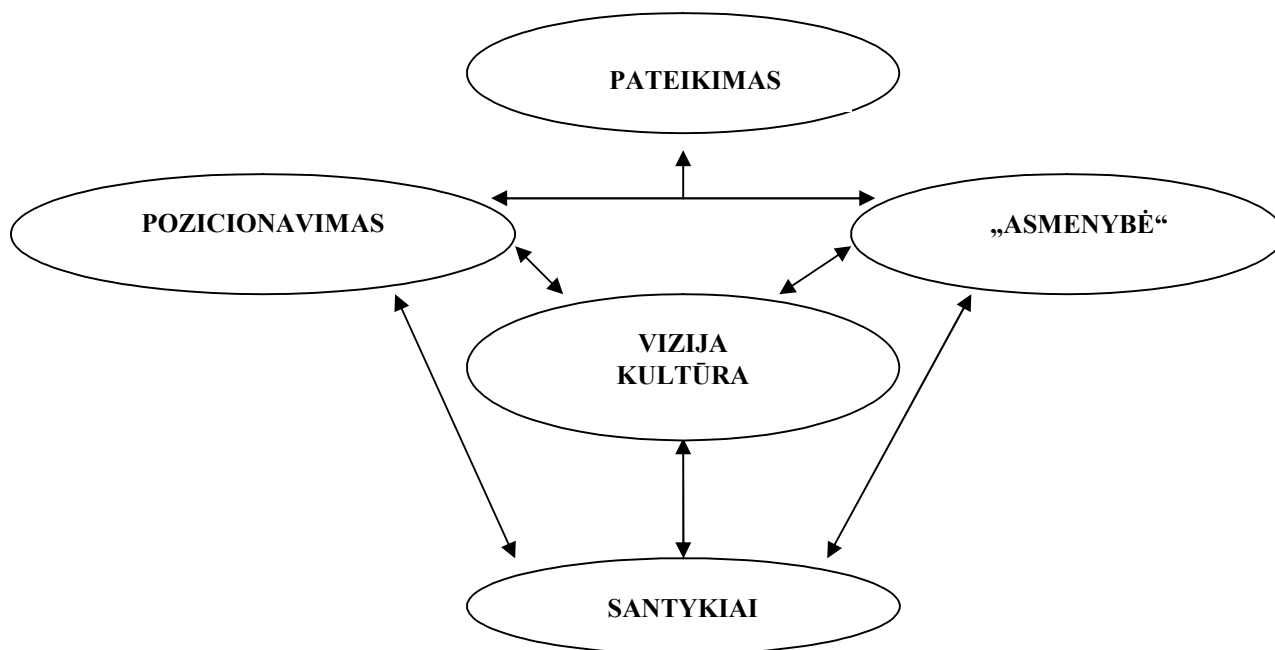 PATEIKIMAS
POZICIONAVIMAS
„ASMENYBĖ“
VIZIJA
KULTŪRA
SANTYKIAI